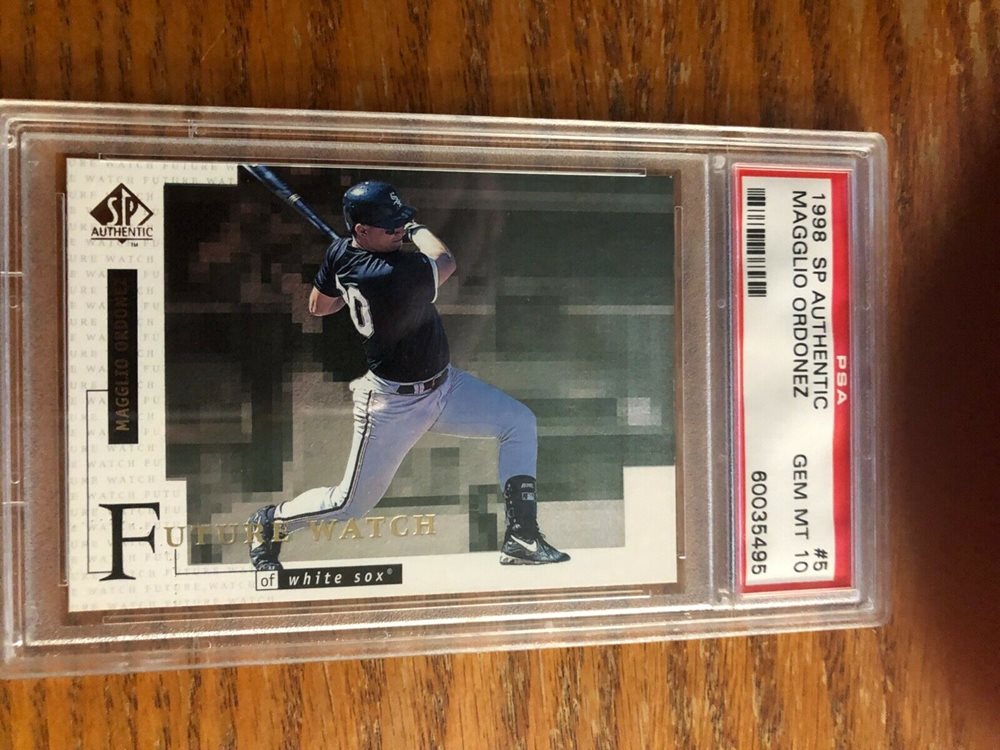 PSA
1998 SP AUTHENTIC #5
MAGGLIO ORDONEZ GEM MT 10
60035495
SP
AUTHENTIC™
MAGGLIO ORDONEZ
FUTURE WATCH
of white sox®